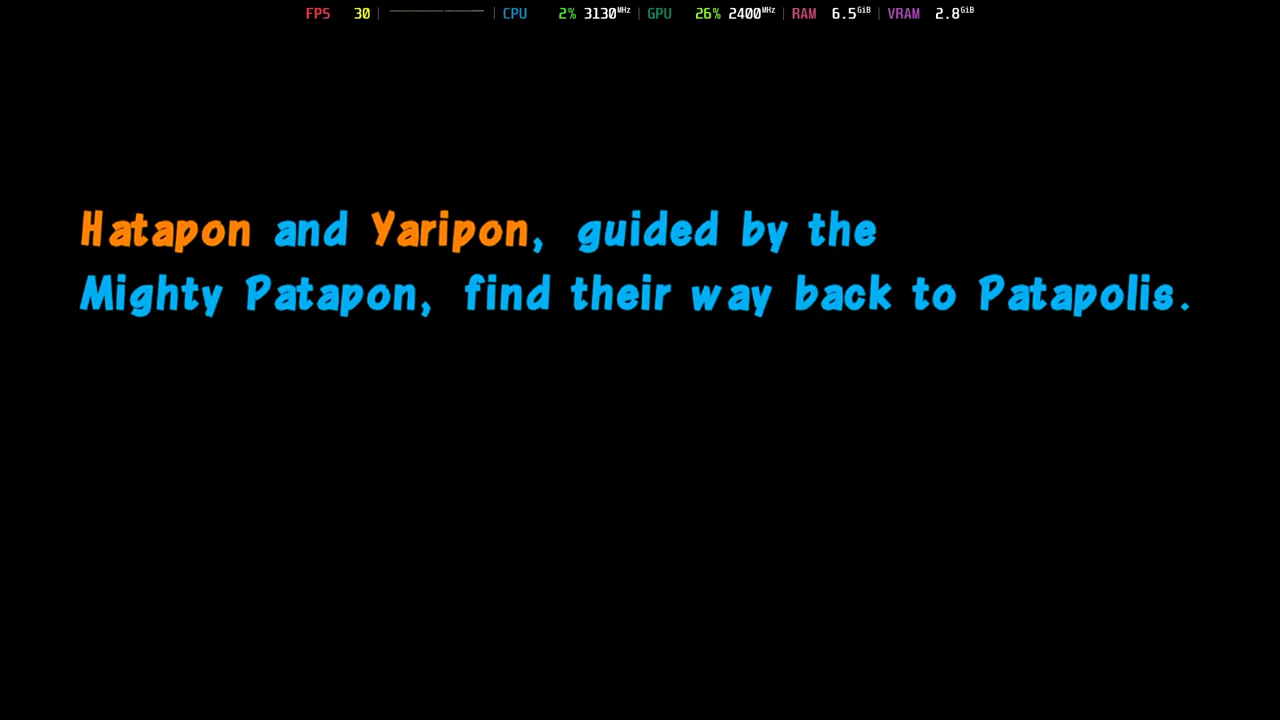 FPS 30 | CPU 2% 3130MHz | GPU 26% 2400MHz | RAM 6.5GiB | VRAM 2.8GiB
Hatapon and Yaripon, guided by the
Mighty Patapon, find their way back to Patapolis.